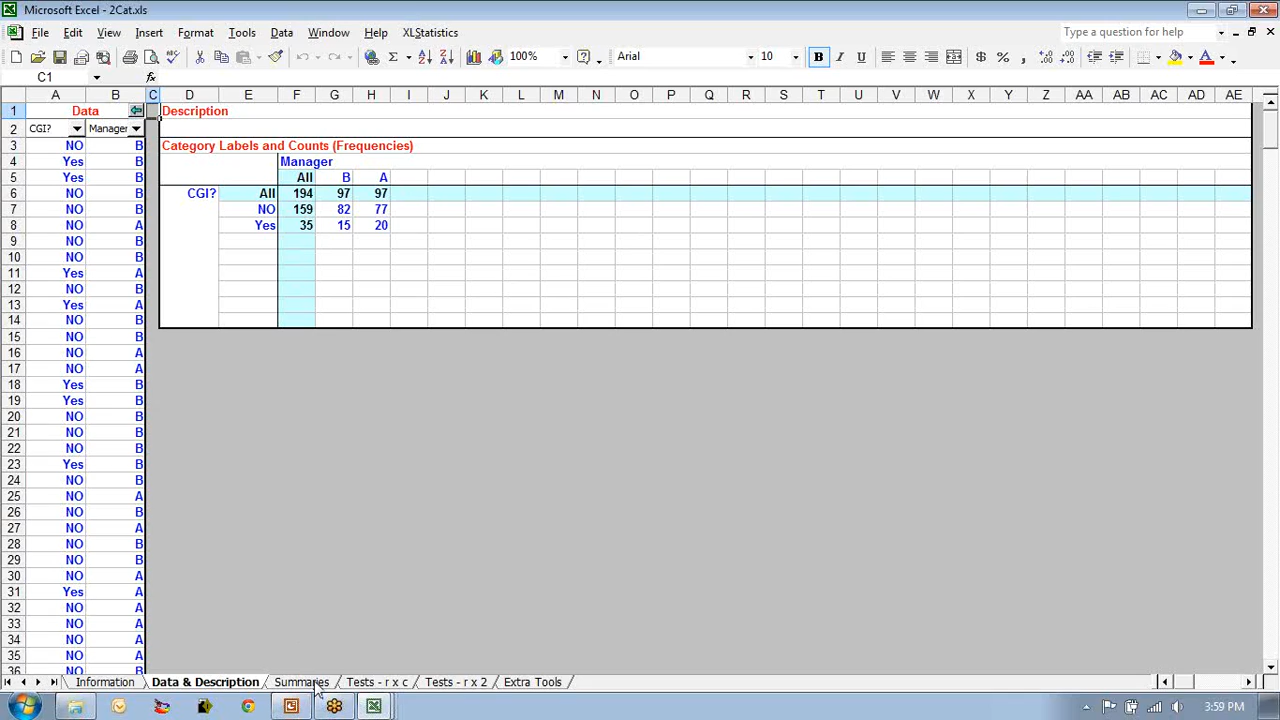 Microsoft Excel - 2Cat.xls
File Edit View Insert Format Tools Data Window Help XLStatistics
Type a question for help
100% Arial 10 B I U $ %
C1 fx
A B C D E F G H I J K L M N O P Q R S T U V W X Y Z AA AB AC AD AE
1 Data Description
2 CGI? Manager
3 NO B Category Labels and Counts (Frequencies)
4 Yes B Manager
5 Yes B All B A
6 NO B CGI? All 194 97 97
7 NO B NO 159 82 77
8 NO A Yes 35 15 20
9 NO B
10 NO B
11 Yes A
12 NO B
13 Yes A
14 NO B
15 NO B
16 NO A
17 NO A
18 Yes B
19 Yes B
20 NO B
21 NO B
22 NO B
23 Yes B
24 NO B
25 NO A
26 NO B
27 NO A
28 NO B
29 NO B
30 NO A
31 Yes A
32 NO A
33 NO A
34 NO A
35 NO A
36 NO B
Information Data & Description Summaries Tests - r x c Tests - r x 2 Extra Tools
3:59 PM